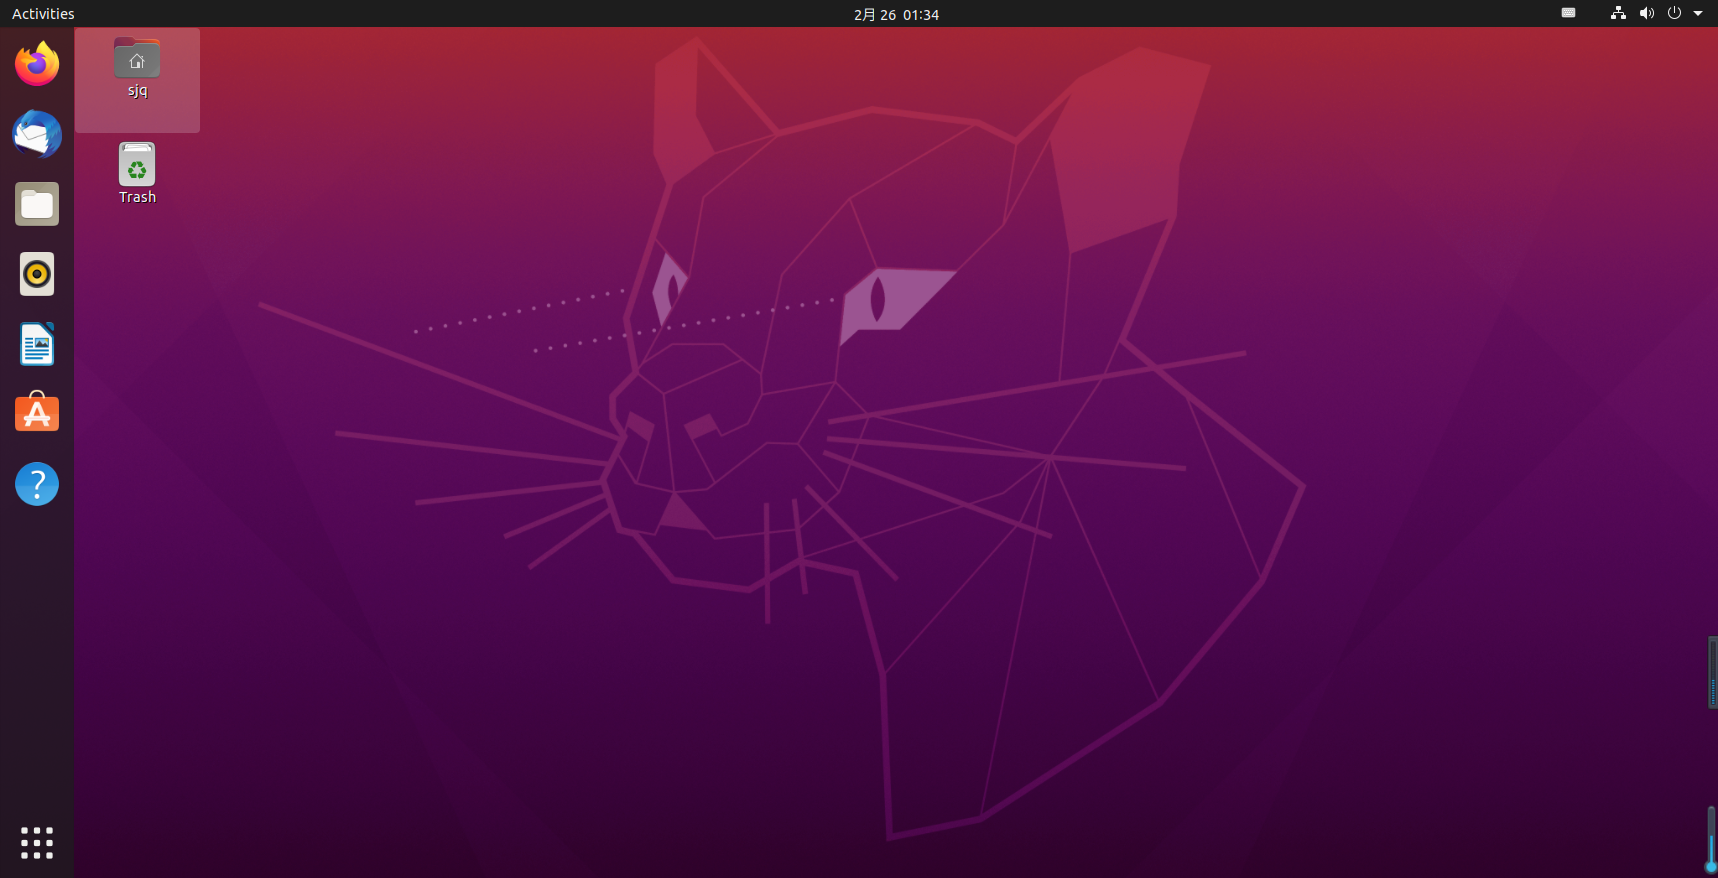 Activities
2月 26 01:34
sjq
Trash